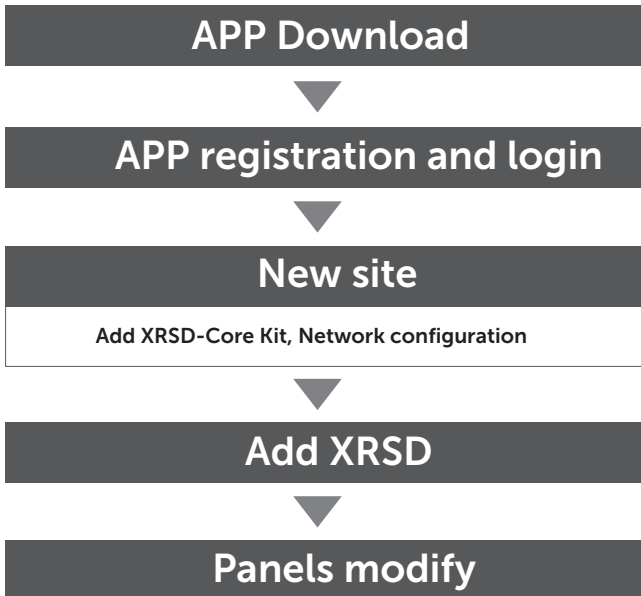 APP Download
APP registration and login
New site
Add XRSD-Core Kit, Network configuration
Add XRSD
Panels modify